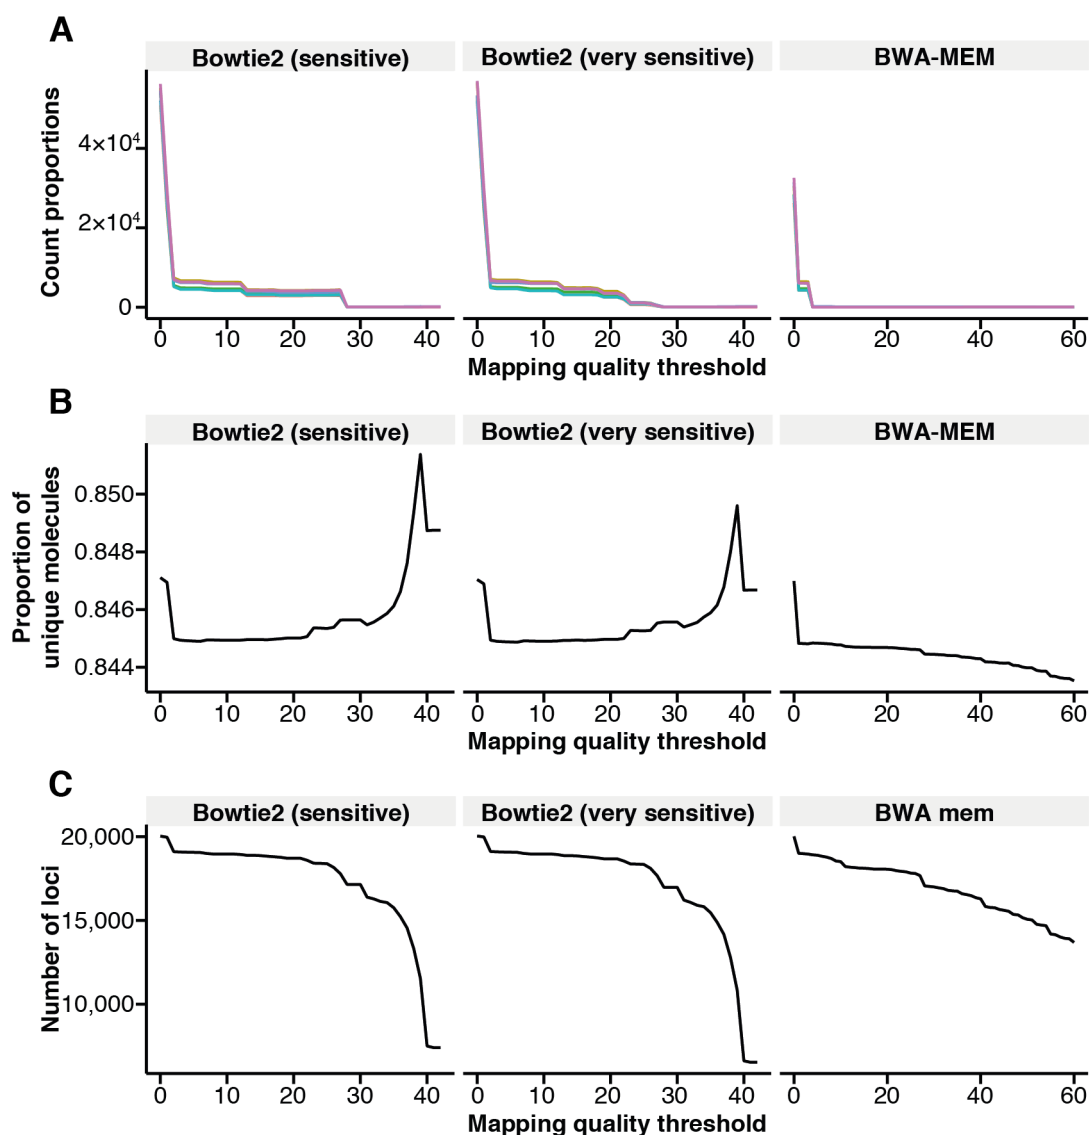 A
Bowtie2 (sensitive) Bowtie2 (very sensitive) BWA-MEM
Count proportions
4×10⁴
2×10⁴
0
0 10 20 30 40 0 10 20 30 40 0 20 40 60
Mapping quality threshold
B
Bowtie2 (sensitive) Bowtie2 (very sensitive) BWA-MEM
Proportion of
unique molecules
0.850
0.848
0.846
0.844
0 10 20 30 40 0 10 20 30 40 0 20 40 60
Mapping quality threshold
C
Bowtie2 (sensitive) Bowtie2 (very sensitive) BWA mem
Number of loci
20,000
15,000
10,000
0 10 20 30 40 0 10 20 30 40 0 20 40 60
Mapping quality threshold